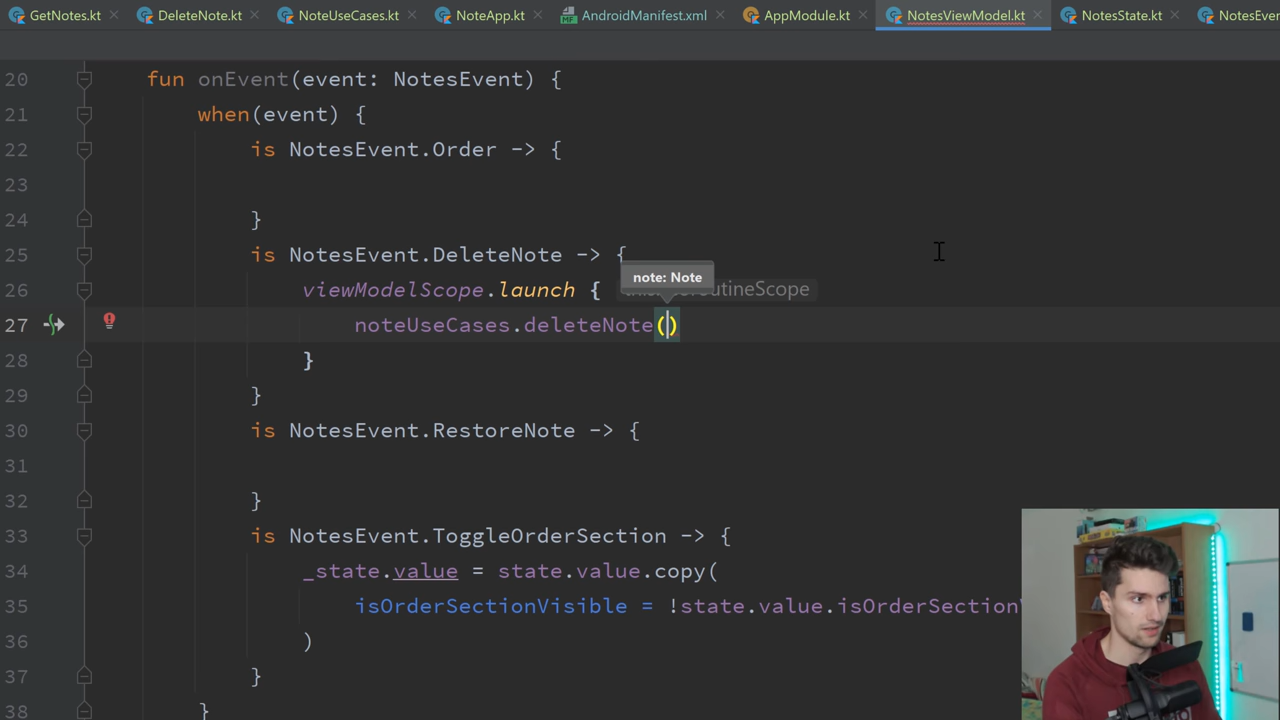 GetNotes.kt DeleteNote.kt NoteUseCases.kt NoteApp.kt AndroidManifest.xml AppModule.kt NotesViewModel.kt NotesState.kt NotesEver
20 fun onEvent(event: NotesEvent) {
21 when(event) {
22 is NotesEvent.Order -> {
23
24 }
25 is NotesEvent.DeleteNote -> {
note: Note
26 viewModelScope.launch {
27 noteUseCases.deleteNote()
28 }
29 }
30 is NotesEvent.RestoreNote -> {
31
32 }
33 is NotesEvent.ToggleOrderSection -> {
34 _state.value = state.value.copy(
35 isOrderSectionVisible = !state.value.isOrderSection
36 )
37 }
38 }